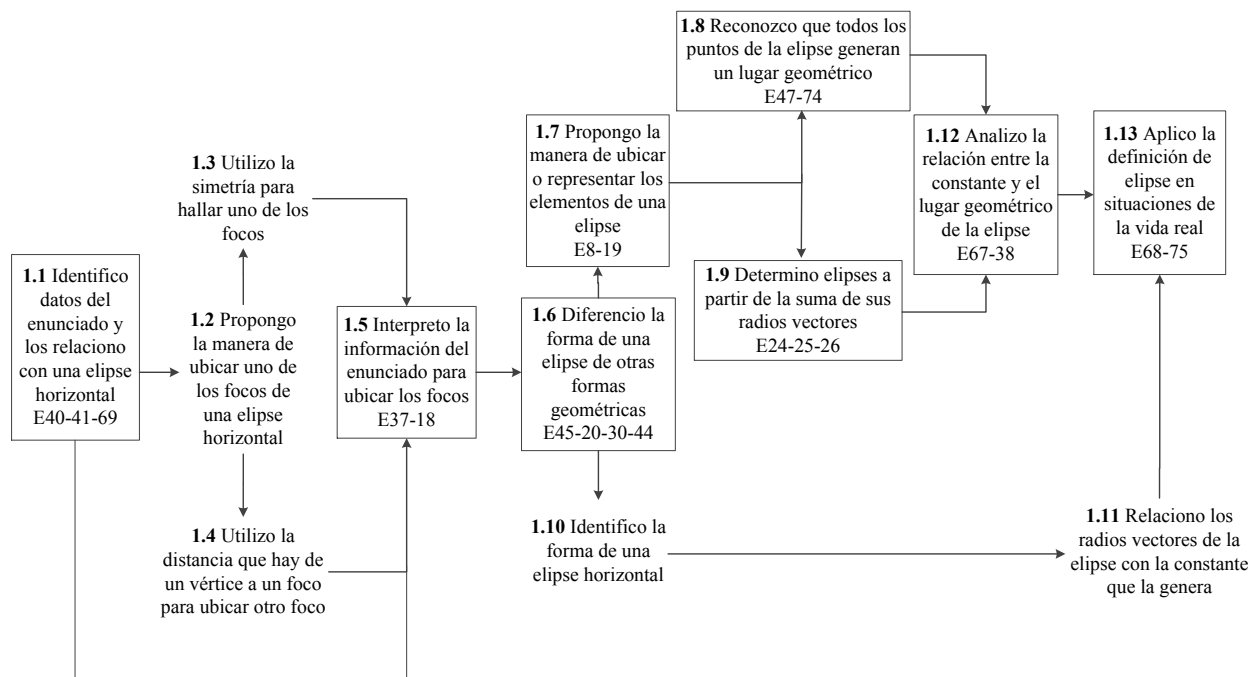 1.1 Identifico
datos del
enunciado y
los relaciono
con una elipse
horizontal
E40-41-69
1.2 Propongo
la manera de
ubicar uno de
los focos de
una elipse
horizontal
1.3 Utilizo la
simetría para
hallar uno de los
focos
1.4 Utilizo la
distancia que hay de
un vértice a un foco
para ubicar otro foco
1.5 Interpreto la
información del
enunciado para
ubicar los focos
E37-18
1.6 Diferencio la
forma de una
elipse de otras
formas
geométricas
E45-20-30-44
1.7 Propongo la
manera de ubicar
o representar los
elementos de una
elipse
E8-19
1.8 Reconozco que todos los
puntos de la elipse generan
un lugar geométrico
E47-74
1.9 Determino elipses a
partir de la suma de sus
radios vectores
E24-25-26
1.10 Identifico la
forma de una
elipse horizontal
1.11 Relaciono los
radios vectores de la
elipse con la constante
que la genera
1.12 Analizo la
relación entre la
constante y el
lugar geométrico
de la elipse
E67-38
1.13 Aplico la
definición de
elipse en
situaciones de
la vida real
E68-75